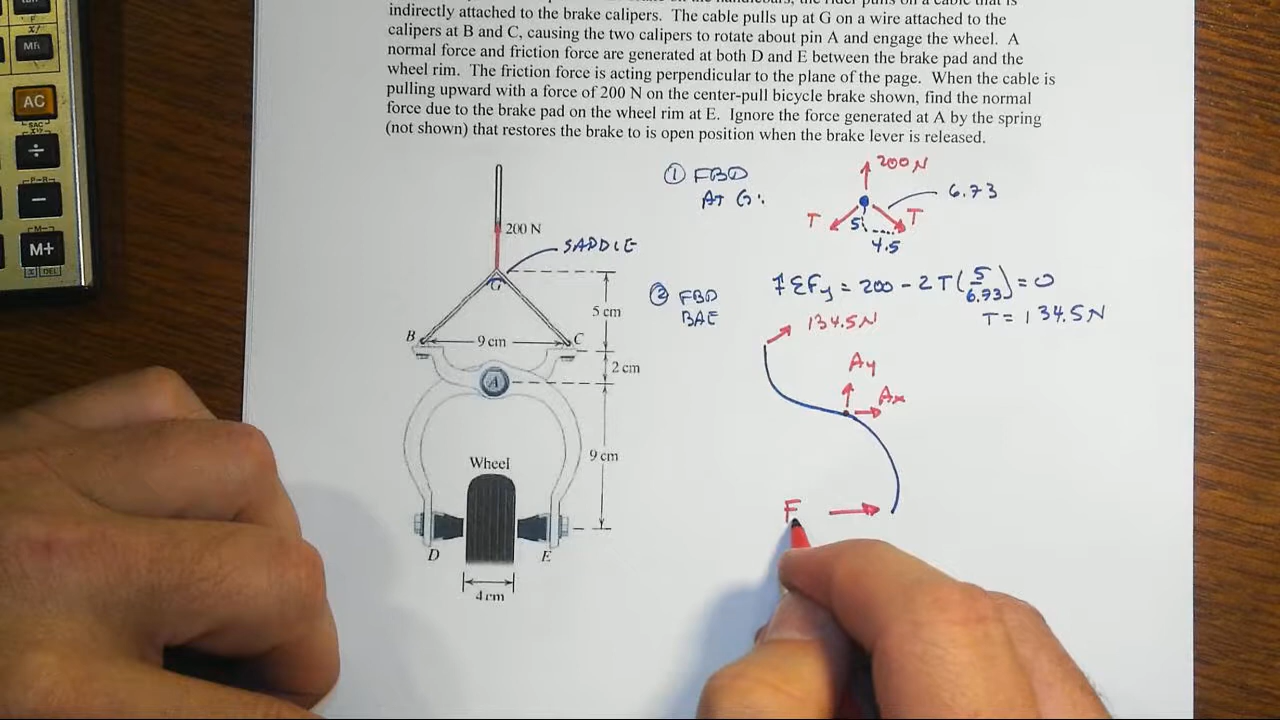 indirectly attached to the brake calipers. The cable pulls up at G on a wire attached to the
calipers at B and C, causing the two calipers to rotate about pin A and engage the wheel. A
normal force and friction force are generated at both D and E between the brake pad and the
wheel rim. The friction force is acting perpendicular to the plane of the page. When the cable is
pulling upward with a force of 200 N on the center-pull bicycle brake shown, find the normal
force due to the brake pad on the wheel rim at E. Ignore the force generated at A by the spring
(not shown) that restores the brake to is open position when the brake lever is released.
MR
AC
÷
−
M+
200 N
SADDLE
G
5 cm
B
9 cm
C
2 cm
A
9 cm
Wheel
D
E
4 cm
① FBD
AT G:
200 N
6.73
T
T
5
4.5
② FBD
BAE
↑ΣFy = 200 - 2T(5/6.73) = 0
T = 134.5 N
134.5 N
Ay
Ax
F